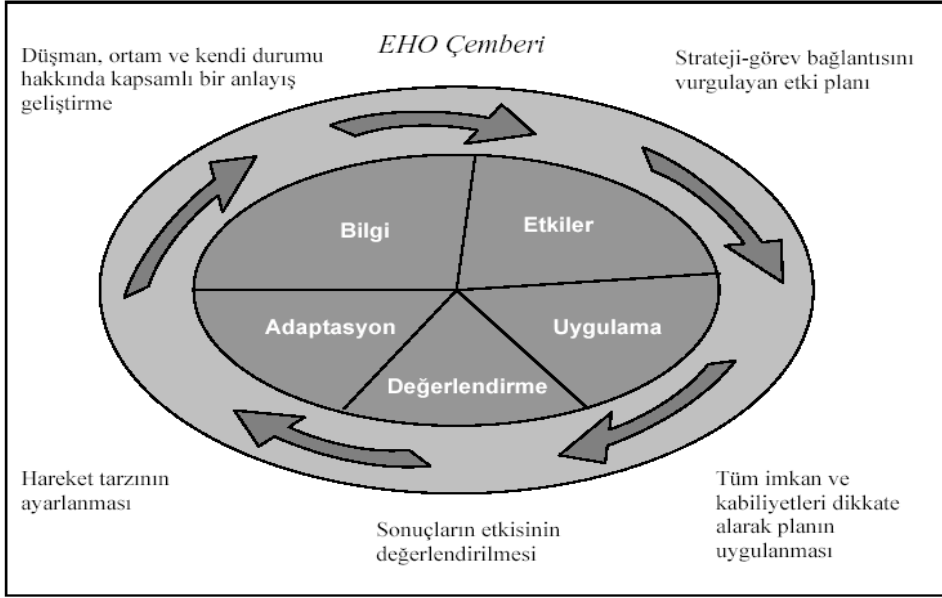 EHO Çemberi
Düşman, ortam ve kendi durumu
hakkında kapsamlı bir anlayış
geliştirme
Strateji-görev bağlantısını
vurgulayan etki planı
Bilgi
Etkiler
Adaptasyon
Uygulama
Değerlendirme
Hareket tarzının
ayarlanması
Sonuçların etkisinin
değerlendirilmesi
Tüm imkan ve
kabiliyetleri dikkate
alarak planın
uygulanması